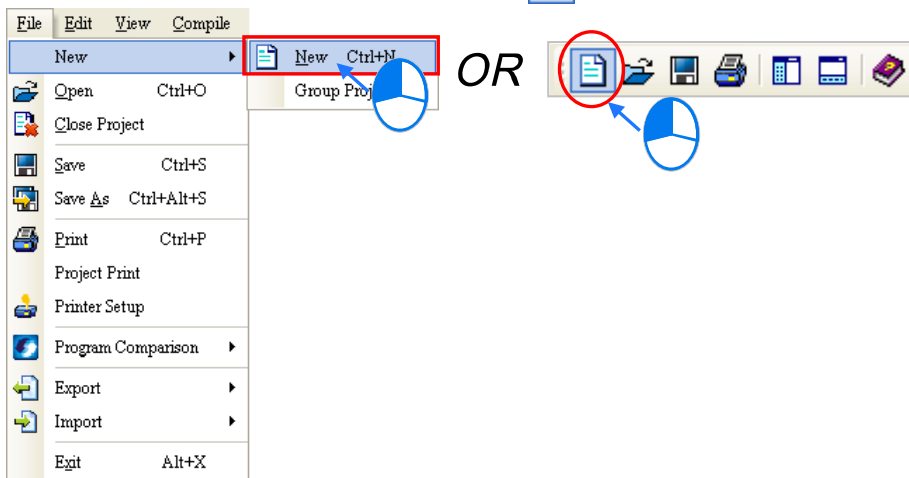 File Edit View Compile
New
New Ctrl+N
OR
Open Ctrl+O
Group
Close Project
Save Ctrl+S
Save As Ctrl+Alt+S
Print Ctrl+P
Project Print
Printer Setup
Program Comparison
Export
Import
Exit Alt+X